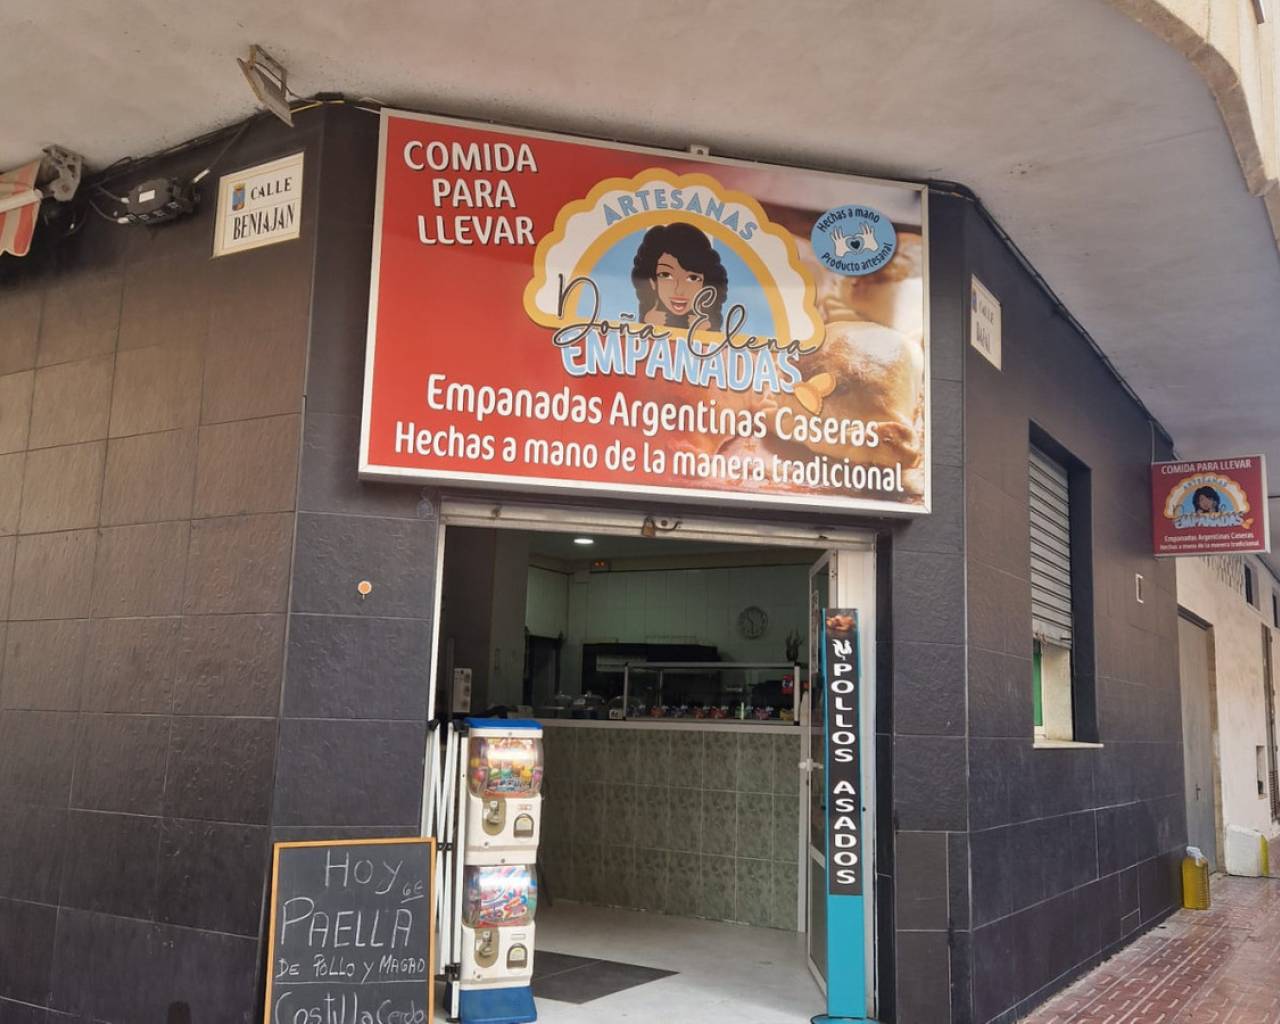 CALLE
BENIAJAN
COMIDA
PARA
LLEVAR
ARTESANAS
Doña Elena
EMPANADAS
Hechas a mano
Producto artesanal
Empanadas Argentinas Caseras
Hechas a mano de la manera tradicional
CALLE
COMIDA PARA LLEVAR
ARTESANAS
EMPANADAS
Empanadas Argentinas Caseras
Hechas a mano de la manera tradicional
POLLOS ASADOS
HOY 6€
PAELLA
DE POLLO Y MAGRO
Costilla Cerdo